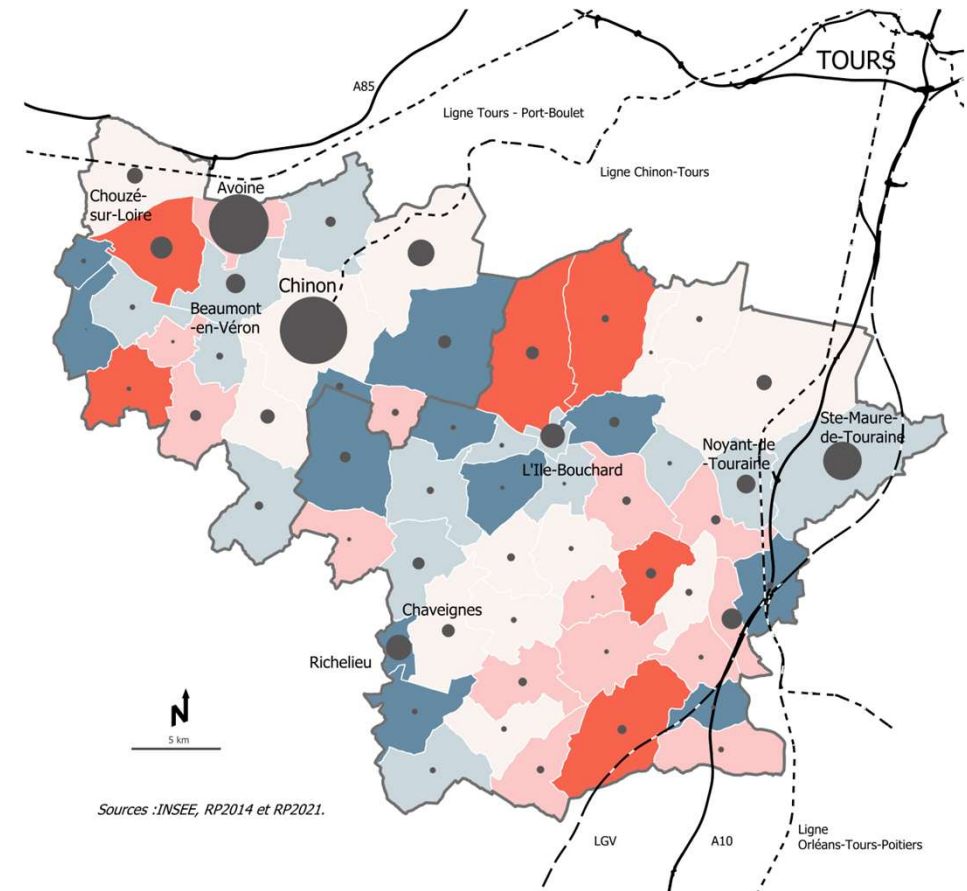 TOURS
A85
Ligne Tours - Port-Boulet
Ligne Chinon-Tours
Avoine
Chouzé-
sur-Loire
Chinon
Beaumont
-en-Véron
Ste-Maure-
de-Touraine
Noyant-de
-Touraine
L'Ile-Bouchard
Chaveignes
Richelieu
N
5 km
Sources :INSEE, RP2014 et RP2021.
LGV
A10
Ligne
Orléans-Tours-Poitiers